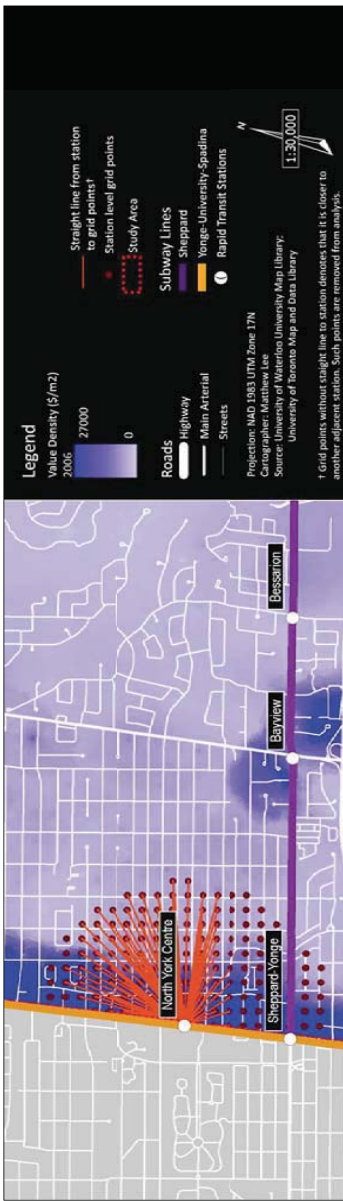 Legend
Value Density ($/m2)
2006
27000
0
Straight line from station
to grid points†
Station level grid points
Study Area
Roads
Highway
Main Arterial
Streets
Subway Lines
Sheppard
Yonge-University-Spadina
Rapid Transit Stations
Projection: NAD 1983 UTM Zone 17N
Cartographer: Matthew Lee
Source: University of Waterloo University Map Library:
University of Toronto Map and Data Library
N
1:30,000
† Grid points without staight line to station denotes that it is closer to
another adjacent station. Such points are removed from analysis.
North York Centre
Sheppard-Yonge
Bayview
Bessarion